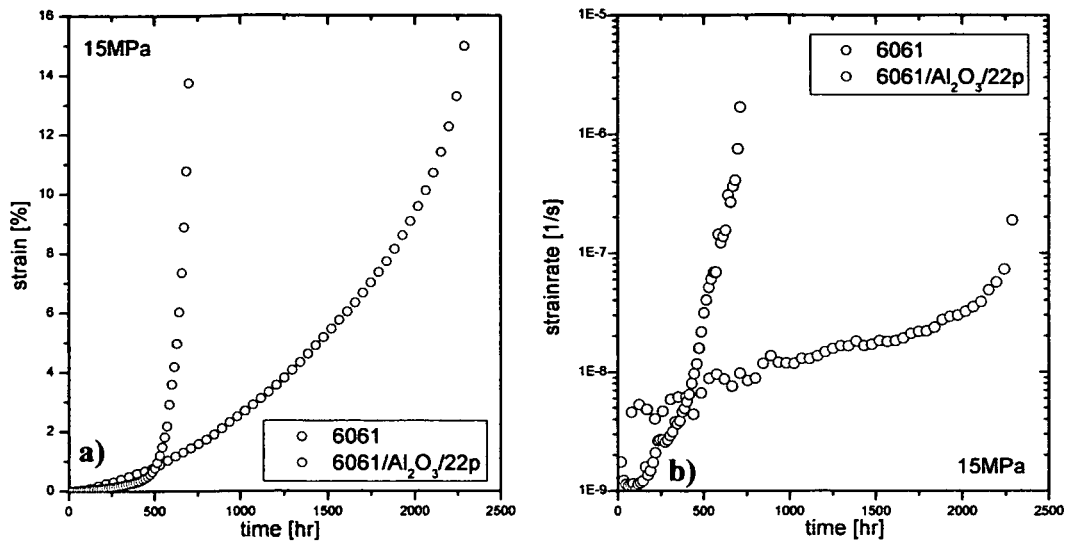 15MPa
16
14
12
10
8
6
4
2
0
strain [%]
a)
6061
6061/Al₂O₃/22p
0 500 1000 1500 2000 2500
time [hr]
1E-5
1E-6
1E-7
1E-8
1E-9
strainrate [1/s]
6061
6061/Al₂O₃/22p
b)
15MPa
0 500 1000 1500 2000 2500
time [hr]